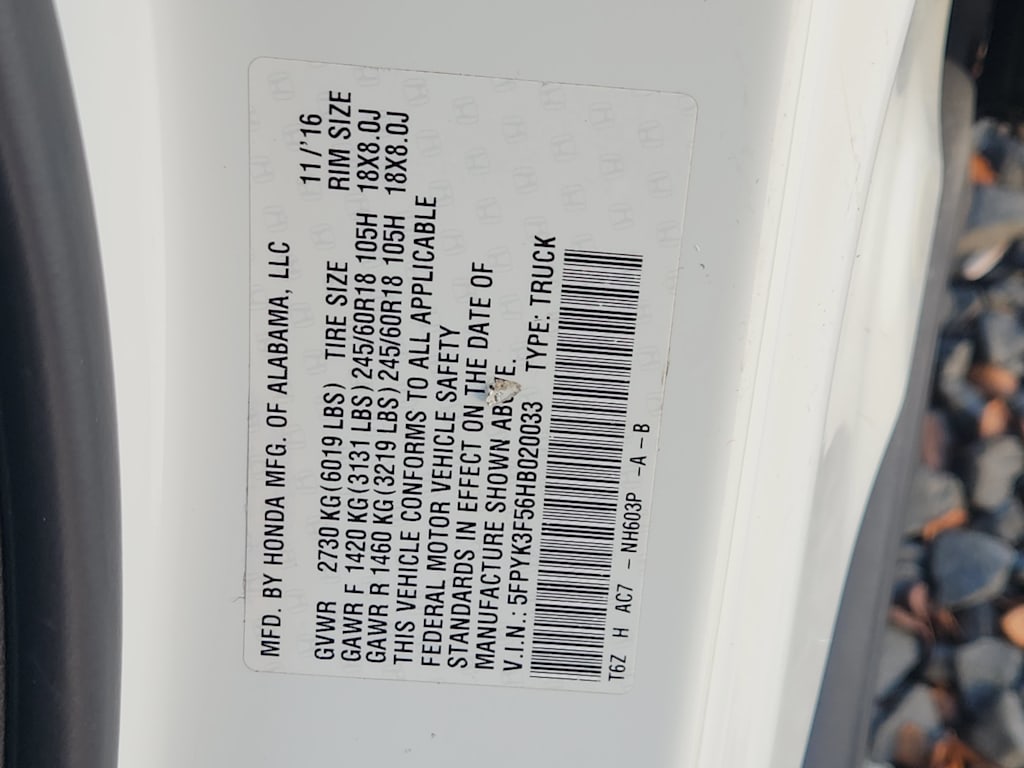 MFD. BY HONDA MFG. OF ALABAMA, LLC 11/'16
GVWR 2730 KG(6019 LBS) TIRE SIZE RIM SIZE
GAWR F 1420 KG(3131 LBS) 245/60R18 105H 18X8.0J
GAWR R 1460 KG(3219 LBS) 245/60R18 105H 18X8.0J
THIS VEHICLE CONFORMS TO ALL APPLICABLE
FEDERAL MOTOR VEHICLE SAFETY
STANDARDS IN EFFECT ON THE DATE OF
MANUFACTURE SHOWN ABOVE.
V.I.N.: 5FPYK3F56HB020033 TYPE: TRUCK
T6Z H AC7 -NH603P -A-B